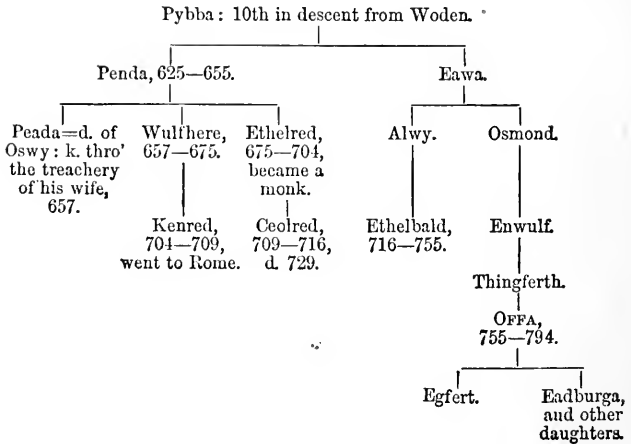 Pybba: 10th in descent from Woden.
Penda, 625—655.
Eawa.
Peada=d. of
Oswy: k. thro'
the treachery
of his wife,
657.
Wulfhere,
657—675.
Ethelred,
675—704,
became a
monk.
Alwy.
Osmond.
Kenred,
704—709,
went to Rome.
Ceolred,
709—716,
d. 729.
Ethelbald,
716—755.
Enwulf.
Thingferth.
OFFA,
755—794.
Egfert.
Eadburga,
and other
daughters.